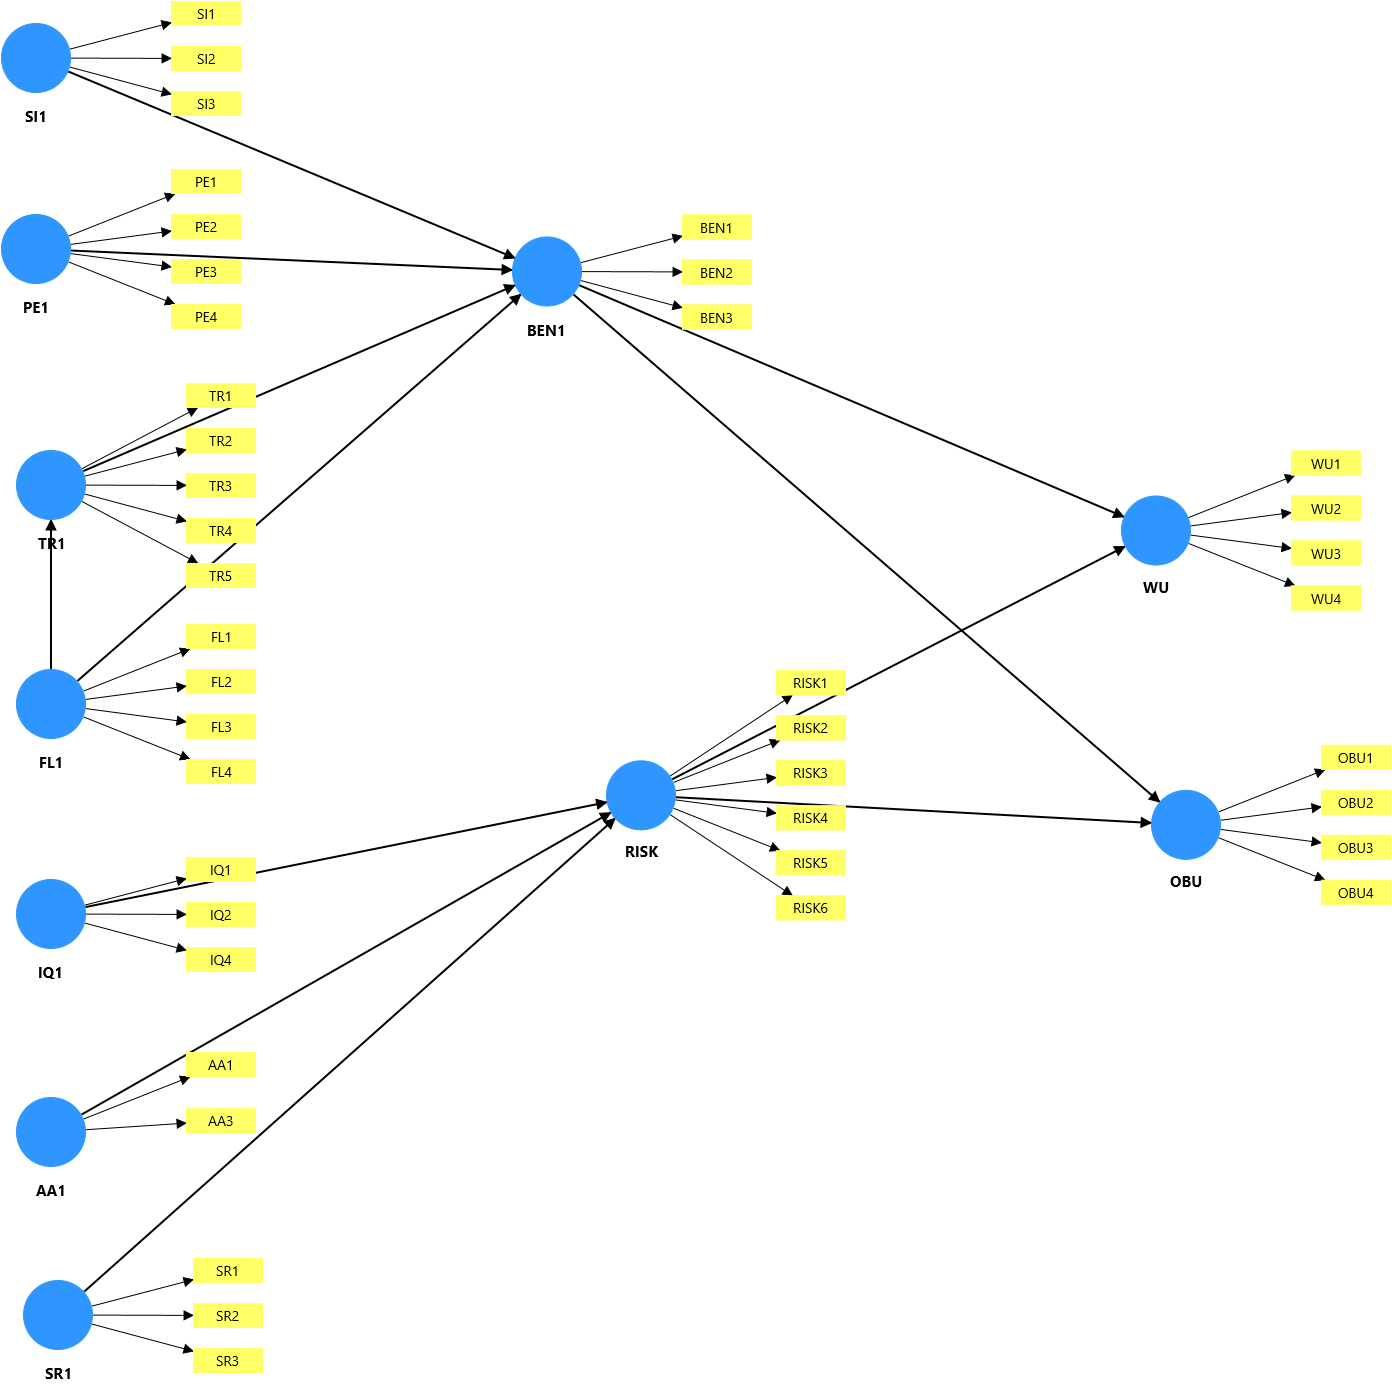 SI1
SI2
SI3
SI1
PE1
PE2
PE3
PE4
PE1
BEN1
BEN2
BEN3
BEN1
TR1
TR2
TR3
TR4
TR5
TR1
FL1
FL2
FL3
FL4
FL1
WU1
WU2
WU3
WU4
WU
RISK1
RISK2
RISK3
RISK4
RISK5
RISK6
RISK
OBU1
OBU2
OBU3
OBU4
OBU
IQ1
IQ2
IQ4
IQ1
AA1
AA3
AA1
SR1
SR2
SR3
SR1